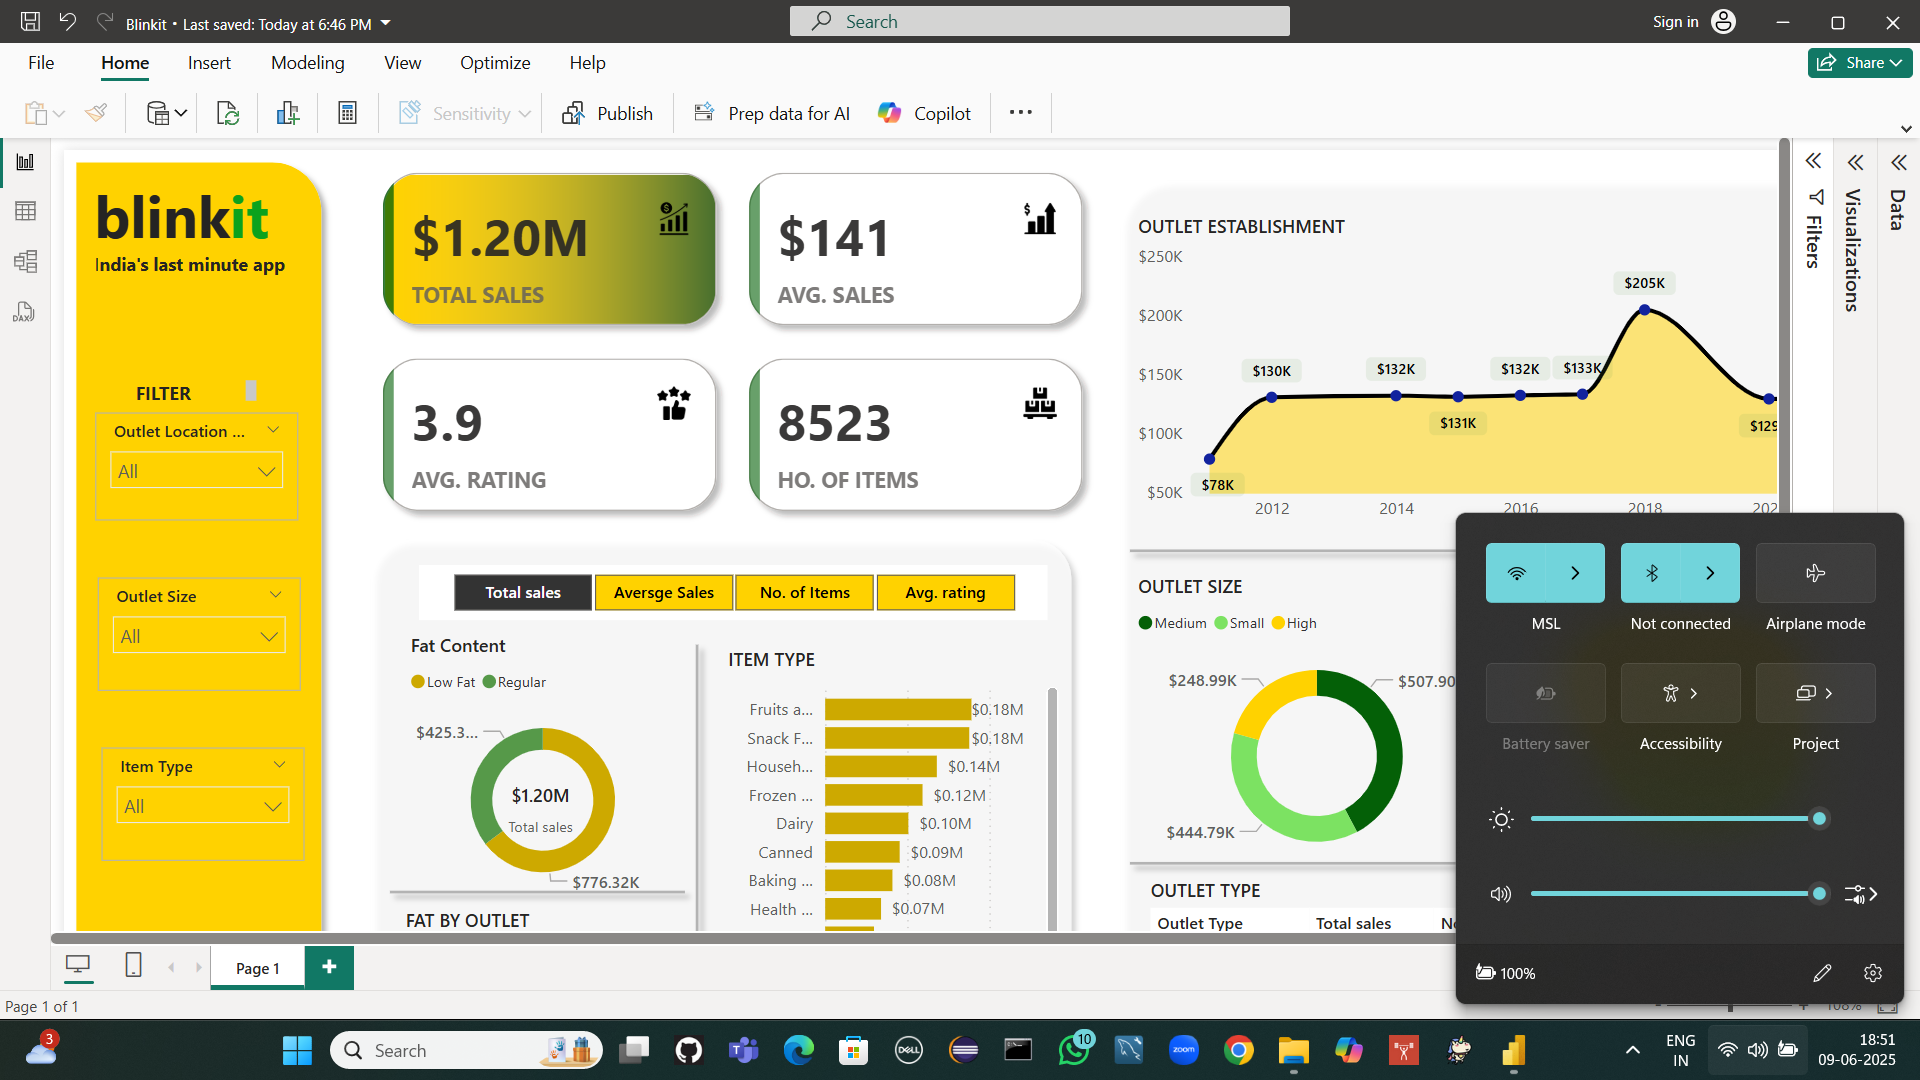 Blinkit • Last saved: Today at 6:46 PM
Search
Sign in
File
Home
Insert
Modeling
View
Optimize
Help
Share
Sensitivity
Publish
Prep data for AI
Copilot
blinkit
India's last minute app
FILTER
Outlet Location ...
All
Outlet Size
All
Item Type
All
$1.20M
TOTAL SALES
$141
AVG. SALES
3.9
AVG. RATING
8523
HO. OF ITEMS
Total sales
Aversge Sales
No. of Items
Avg. rating
Fat Content
Low Fat
Regular
$425.3...
$1.20M
Total sales
$776.32K
FAT BY OUTLET
ITEM TYPE
Fruits a... $0.18M
Snack F... $0.18M
Househ... $0.14M
Frozen ... $0.12M
Dairy $0.10M
Canned $0.09M
Baking ... $0.08M
Health ... $0.07M
OUTLET ESTABLISHMENT
$250K
$200K
$150K
$100K
$50K
$78K
$130K
$132K
$131K
$132K
$133K
$205K
$129
2012
2014
2016
2018
202
OUTLET SIZE
Medium
Small
High
$248.99K
$507.90
$444.79K
OUTLET TYPE
Outlet Type
Total sales
Filters
Visualizations
Data
DAX
MSL
Not connected
Airplane mode
Battery saver
Accessibility
Project
100%
Page 1
Page 1 of 1
108%
3
Search
DELL
10
zoom
ENG
IN
18:51
09-06-2025